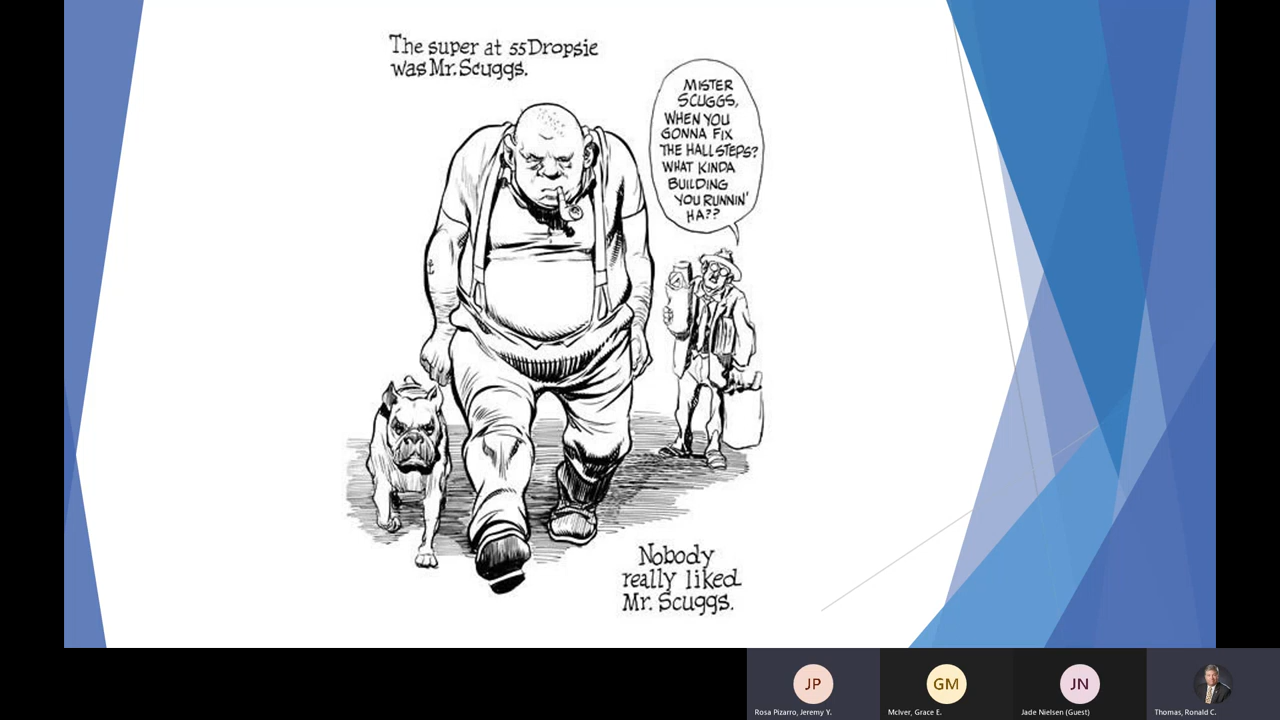 The super at 55 Dropsie
was Mr. Scuggs.
MISTER
SCUGGS,
WHEN YOU
GONNA FIX
THE HALL STEPS?
WHAT KINDA
BUILDING
YOU RUNNIN'
HA??
Nobody
really liked
Mr. Scuggs.
JP
GM
JN
Rosa Pizarro, Jeremy Y.
McIver, Grace E.
Jade Nielsen (Guest)
Thomas, Ronald C.